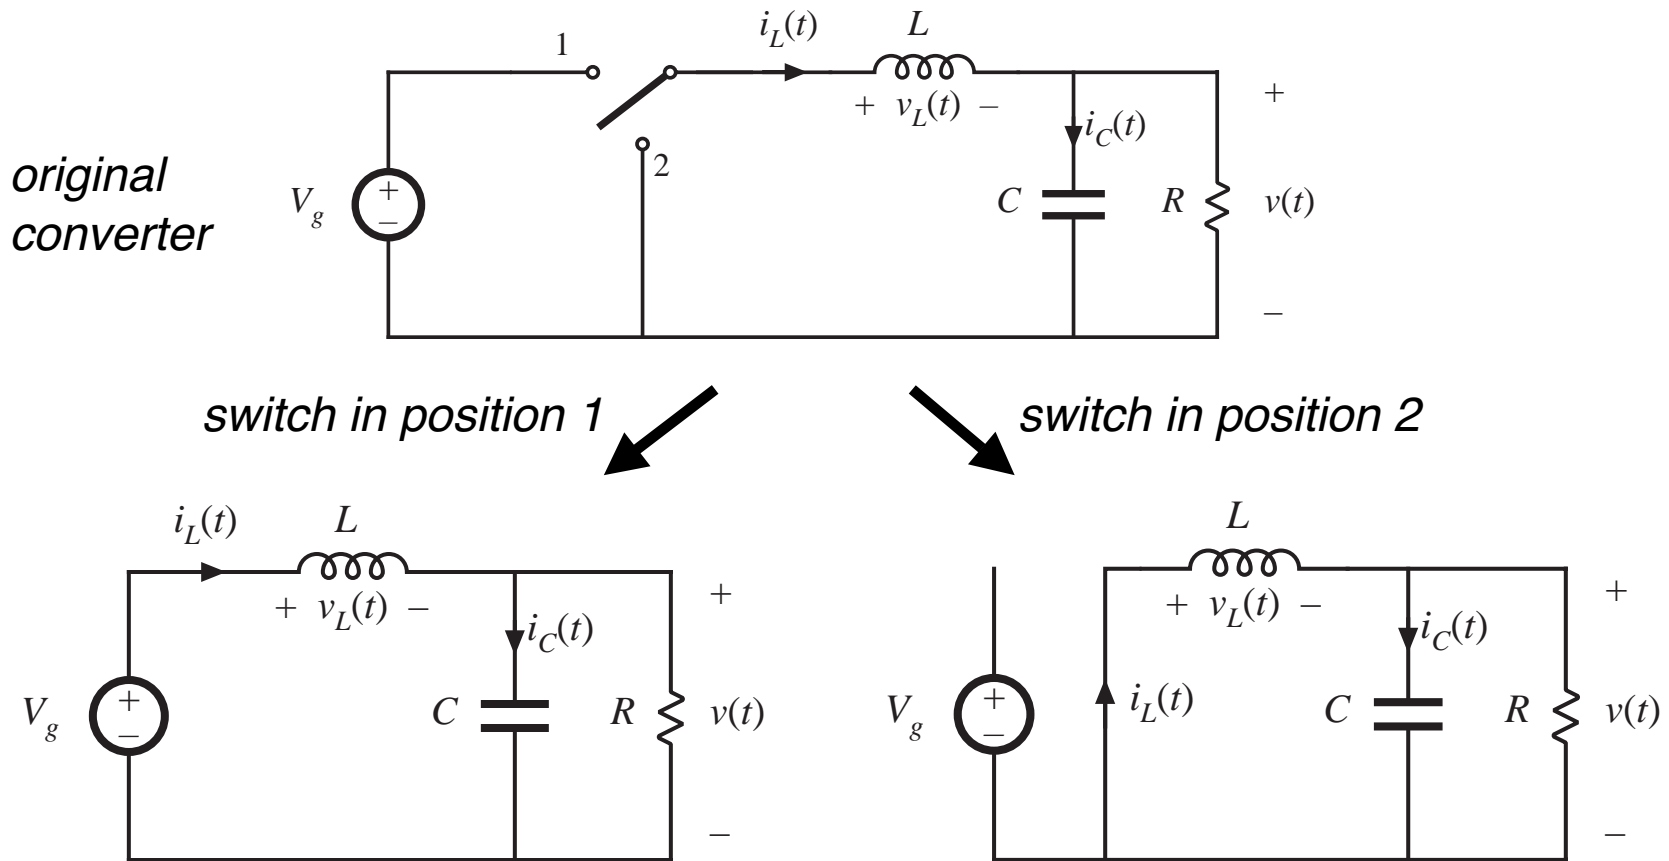 i_L(t) L
1
+ v_L(t) –
+
i_C(t)
2
original
converter
V_g
+
–
C
R
v(t)
–
switch in position 1
switch in position 2
i_L(t) L
+ v_L(t) –
+
i_C(t)
V_g
+
–
C
R
v(t)
–
L
+ v_L(t) –
+
i_C(t)
V_g
+
–
i_L(t)
C
R
v(t)
–